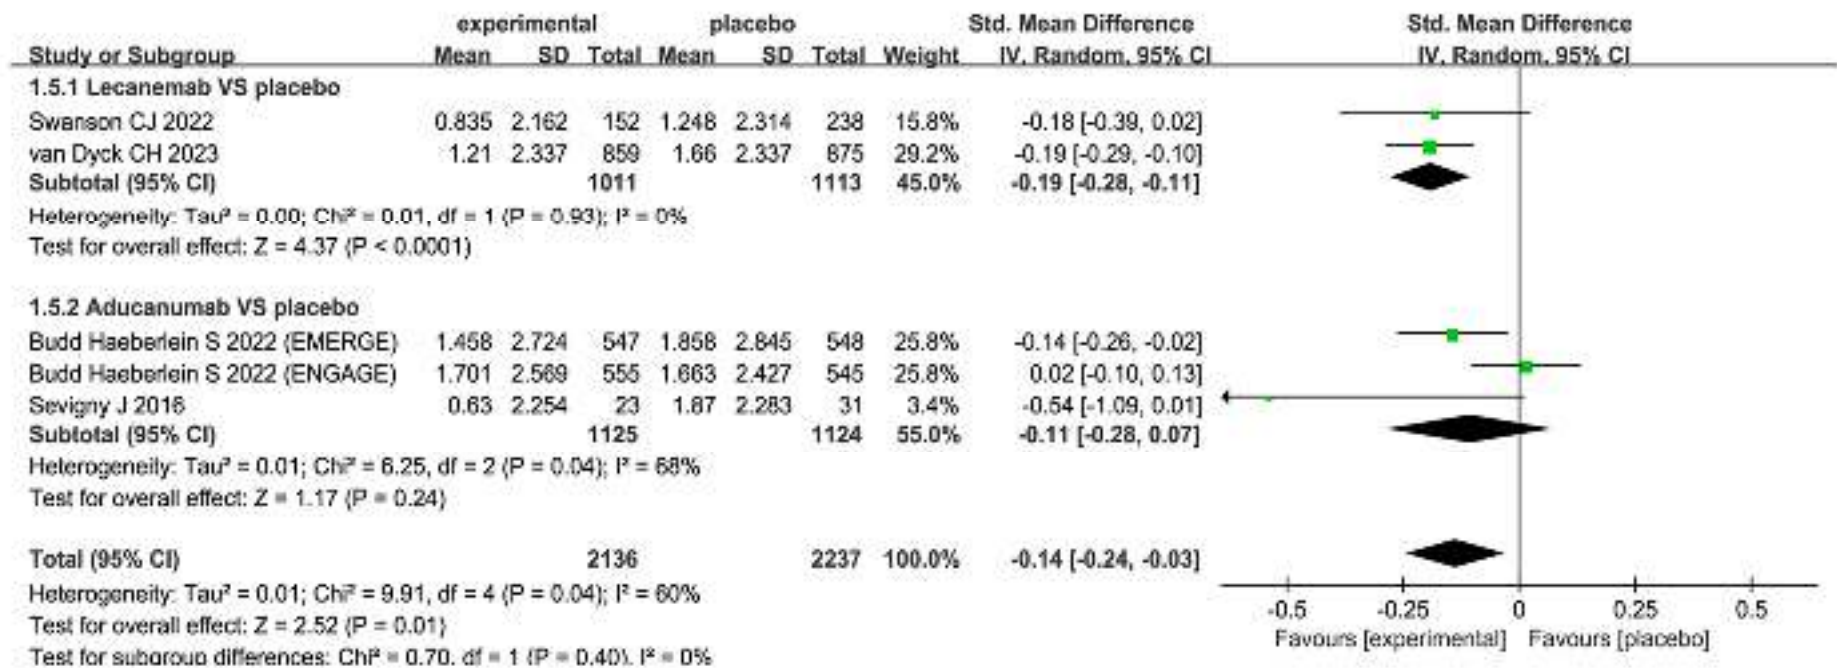 experimental placebo Std. Mean Difference Std. Mean Difference
Study or Subgroup Mean SD Total Mean SD Total Weight IV, Random, 95% CI IV, Random, 95% CI
1.5.1 Lecanemab VS placebo
Swanson CJ 2022 0.835 2.162 152 1.248 2.314 238 15.8% -0.18 [-0.39, 0.02]
van Dyck CH 2023 1.21 2.337 859 1.66 2.337 875 29.2% -0.19 [-0.29, -0.10]
Subtotal (95% CI) 1011 1113 45.0% -0.19 [-0.28, -0.11]
Heterogeneity: Tau² = 0.00; Chi² = 0.01, df = 1 (P = 0.93); I² = 0%
Test for overall effect: Z = 4.37 (P < 0.0001)
1.5.2 Aducanumab VS placebo
Budd Haeberlein S 2022 (EMERGE) 1.458 2.724 547 1.858 2.845 548 25.8% -0.14 [-0.26, -0.02]
Budd Haeberlein S 2022 (ENGAGE) 1.701 2.569 555 1.663 2.427 545 25.8% 0.02 [-0.10, 0.13]
Sevigny J 2016 0.63 2.254 23 1.87 2.283 31 3.4% -0.54 [-1.09, 0.01]
Subtotal (95% CI) 1125 1124 55.0% -0.11 [-0.28, 0.07]
Heterogeneity: Tau² = 0.01; Chi² = 6.25, df = 2 (P = 0.04); I² = 68%
Test for overall effect: Z = 1.17 (P = 0.24)
Total (95% CI) 2136 2237 100.0% -0.14 [-0.24, -0.03]
Heterogeneity: Tau² = 0.01; Chi² = 9.91, df = 4 (P = 0.04); I² = 60%
Test for overall effect: Z = 2.52 (P = 0.01)
Test for subgroup differences: Chi² = 0.70, df = 1 (P = 0.40), I² = 0%
-0.5 -0.25 0 0.25 0.5
Favours [experimental] Favours [placebo]